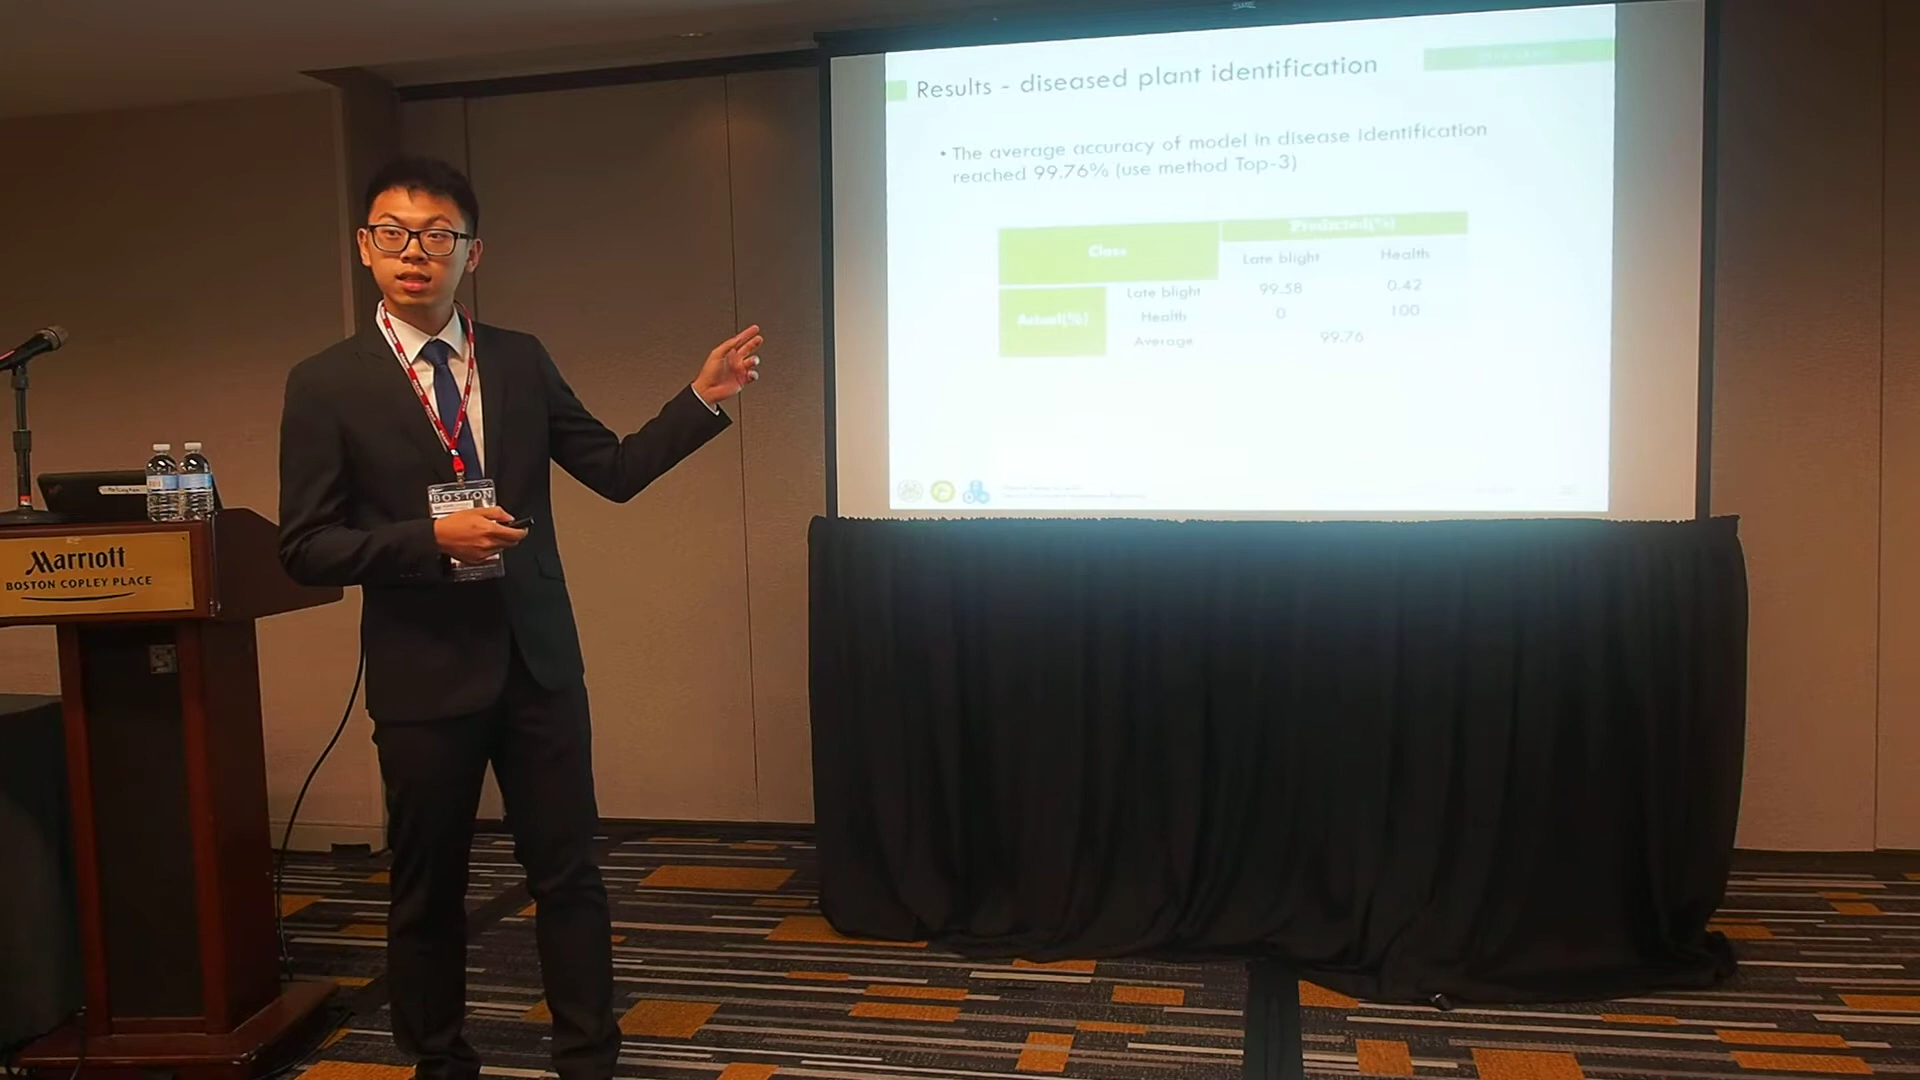 Results - diseased plant identification
• The average accuracy of model in disease identification
reached 99.76% (use method Top-3)
Class
Predicted(%)
Late blight
Health
Actual(%)
Late blight
99.58
0.42
Health
0
100
Average
99.76
BOSTON
Marriott
BOSTON COPLEY PLACE